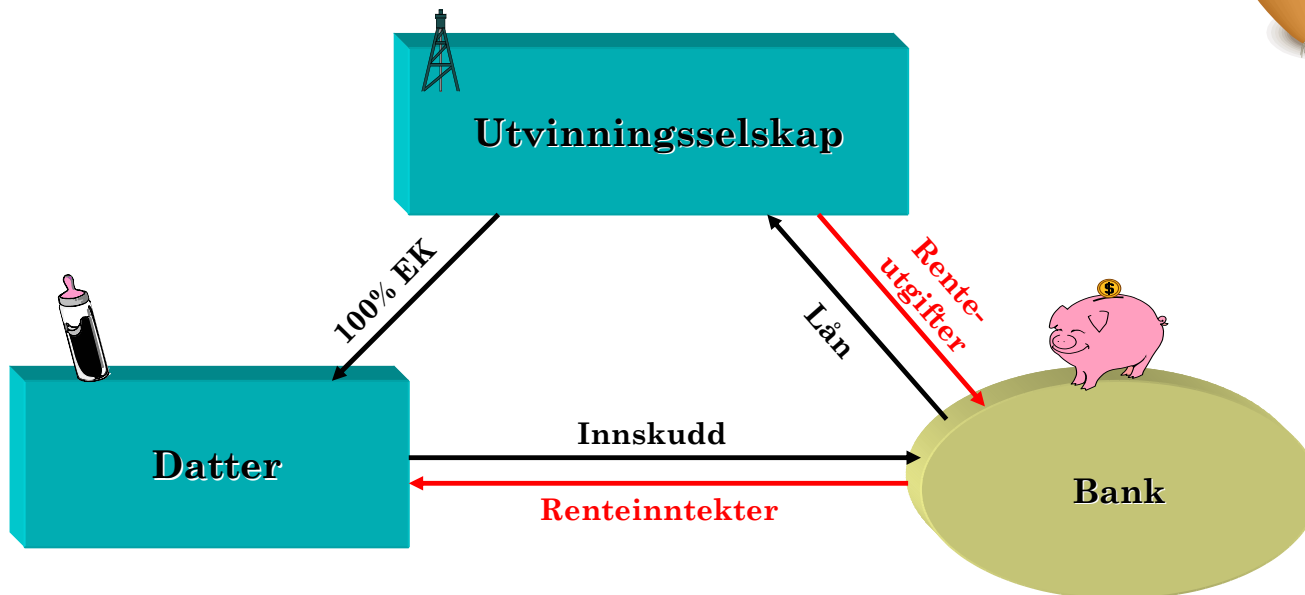 Utvinningsselskap
100% EK
Lån
Rente-
utgifter
Innskudd
Datter
Renteinntekter
Bank
$